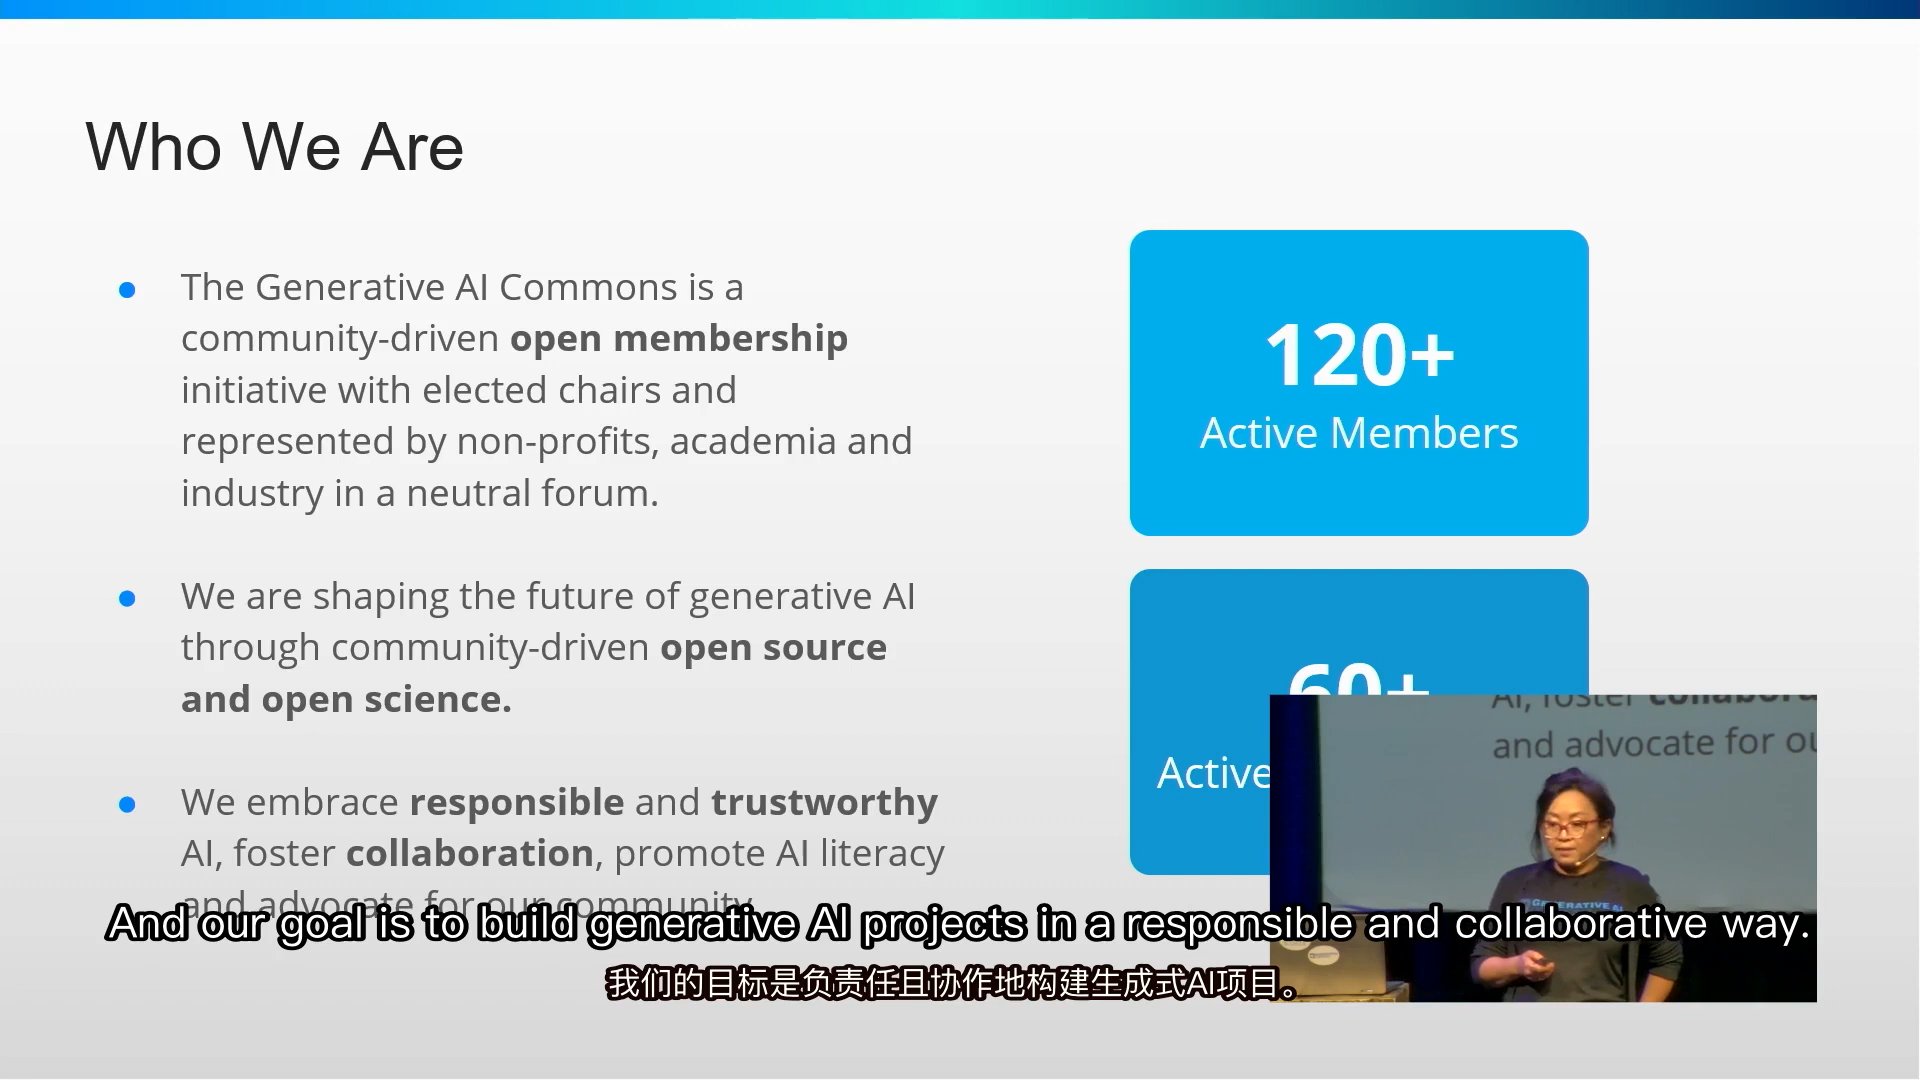 Who We Are
The Generative AI Commons is a
community-driven open membership
initiative with elected chairs and
represented by non-profits, academia and
industry in a neutral forum.
We are shaping the future of generative AI
through community-driven open source
and open science.
We embrace responsible and trustworthy
AI, foster collaboration, promote AI literacy
and advocate for our community.
120+
Active Members
60+
Active
AI, foster
and advocate for
GENERATIVE AI
And our goal is to build generative AI projects in a responsible and collaborative way.
我们的目标是负责任且协作地构建生成式AI项目。